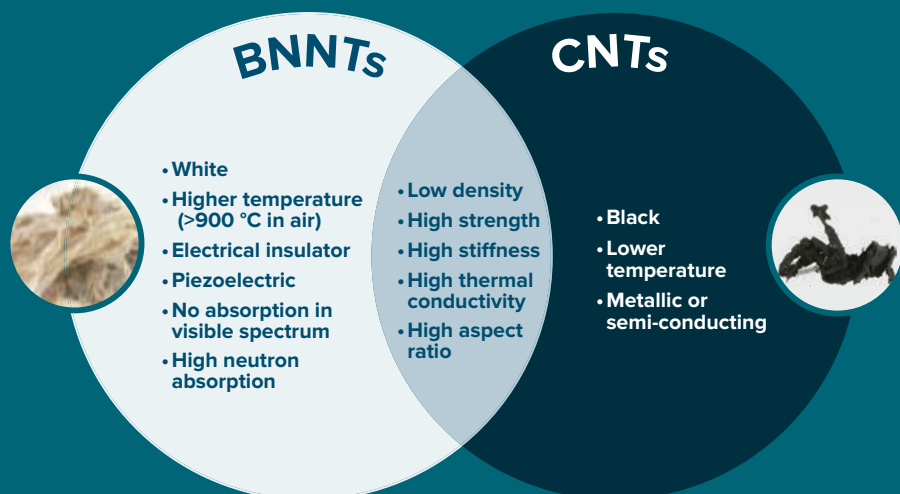 BNNTs
• White
• Higher temperature
(>900 °C in air)
• Electrical insulator
• Piezoelectric
• No absorption in
visible spectrum
• High neutron
absorption
• Low density
• High strength
• High stiffness
• High thermal
conductivity
• High aspect
ratio
CNTs
• Black
• Lower
temperature
• Metallic or
semi-conducting